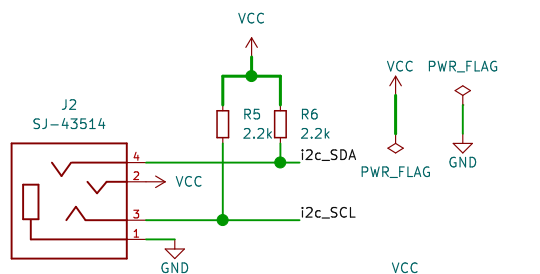 VCC
VCC PWR_FLAG
J2
SJ-43514
R5 R6
2.2k 2.2k
4
i2c_SDA
GND
PWR_FLAG
2
VCC
3
i2c_SCL
1
GND
VCC